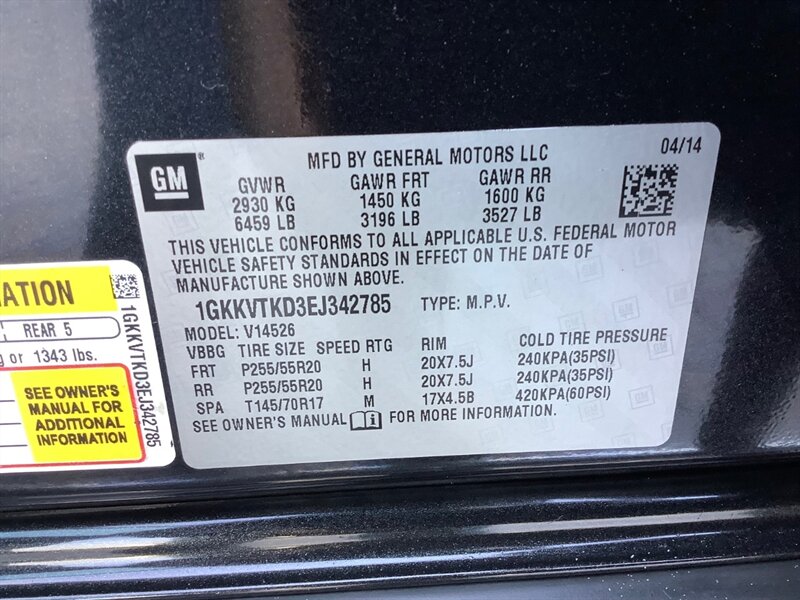 GM®
MFD BY GENERAL MOTORS LLC
04/14
GVWR GAWR FRT GAWR RR
2930 KG 1450 KG 1600 KG
6459 LB 3196 LB 3527 LB
THIS VEHICLE CONFORMS TO ALL APPLICABLE U.S. FEDERAL MOTOR
VEHICLE SAFETY STANDARDS IN EFFECT ON THE DATE OF
MANUFACTURE SHOWN ABOVE.
1GKKVTKD3EJ342785 TYPE: M.P.V.
MODEL: V14526
VBBG TIRE SIZE SPEED RTG RIM COLD TIRE PRESSURE
FRT P255/55R20 H 20X7.5J 240KPA(35PSI)
RR P255/55R20 H 20X7.5J 240KPA(35PSI)
SPA T145/70R17 M 17X4.5B 420KPA(60PSI)
SEE OWNER'S MANUAL FOR MORE INFORMATION.
REAR 5
or 1343 lbs.
SEE OWNER'S
MANUAL FOR
ADDITIONAL
INFORMATION
1GKKVTKD3EJ342785